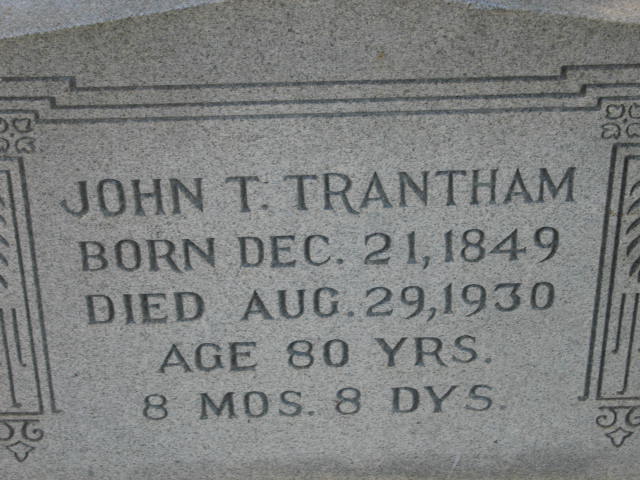 JOHN T. TRANTHAM
BORN DEC. 21, 1849
DIED AUG. 29, 1930
AGE 80 YRS.
8 MOS. 8 DYS.